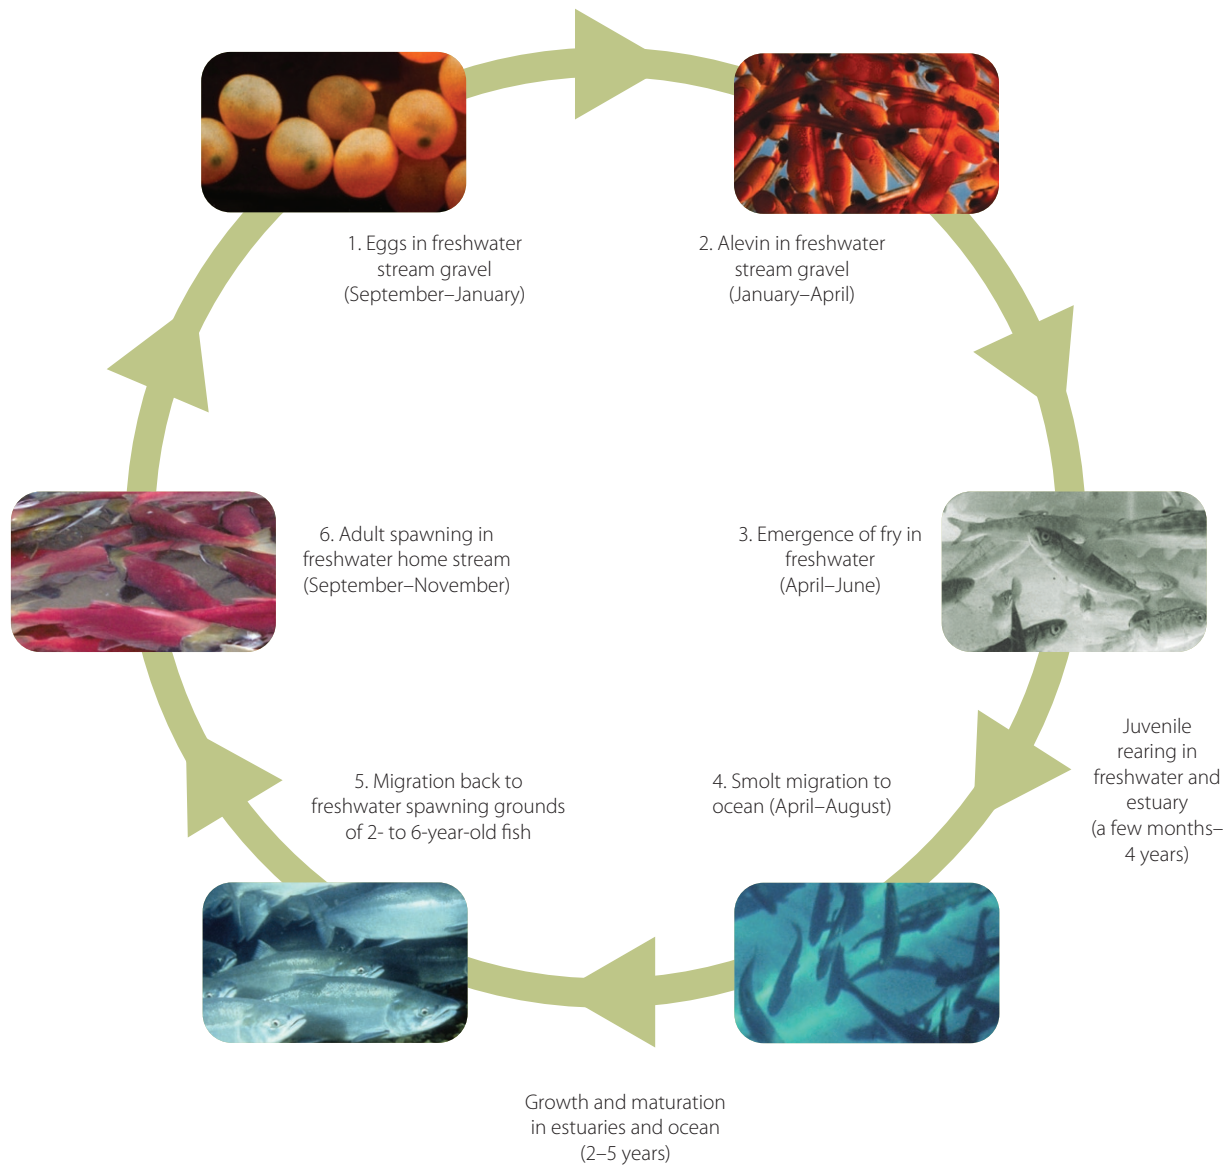 1. Eggs in freshwater
stream gravel
(September–January)
2. Alevin in freshwater
stream gravel
(January–April)
3. Emergence of fry in
freshwater
(April–June)
Juvenile
rearing in
freshwater and
estuary
(a few months–
4 years)
4. Smolt migration to
ocean (April–August)
Growth and maturation
in estuaries and ocean
(2–5 years)
5. Migration back to
freshwater spawning grounds
of 2- to 6-year-old fish
6. Adult spawning in
freshwater home stream
(September–November)